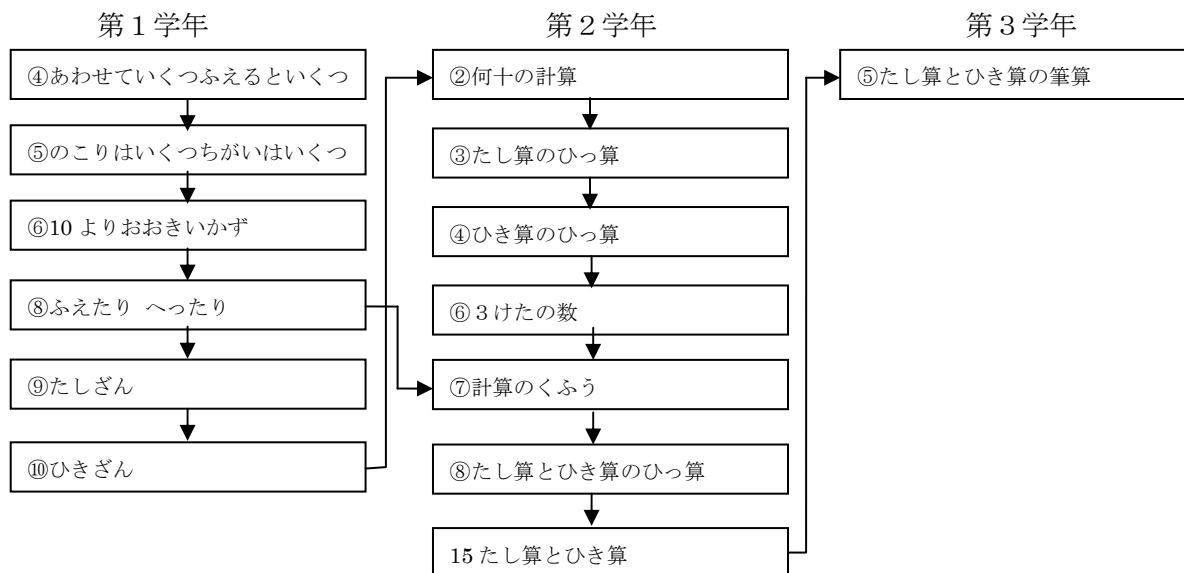 第１学年
④あわせていくつふえるといくつ
⑤のこりはいくつちがいはいくつ
⑥10 よりおおきいかず
⑧ふえたり へったり
⑨たしざん
⑩ひきざん
第２学年
②何十の計算
③たし算のひっ算
④ひき算のひっ算
⑥３けたの数
⑦計算のくふう
⑧たし算とひき算のひっ算
15 たし算とひき算
第３学年
⑤たし算とひき算の筆算